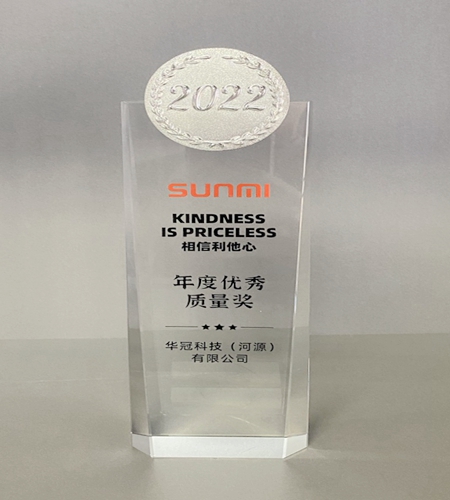 2022
SUNMI
KINDNESS
IS PRICELESS
相信利他心
年度优秀
质量奖
华冠科技（河源）
有限公司